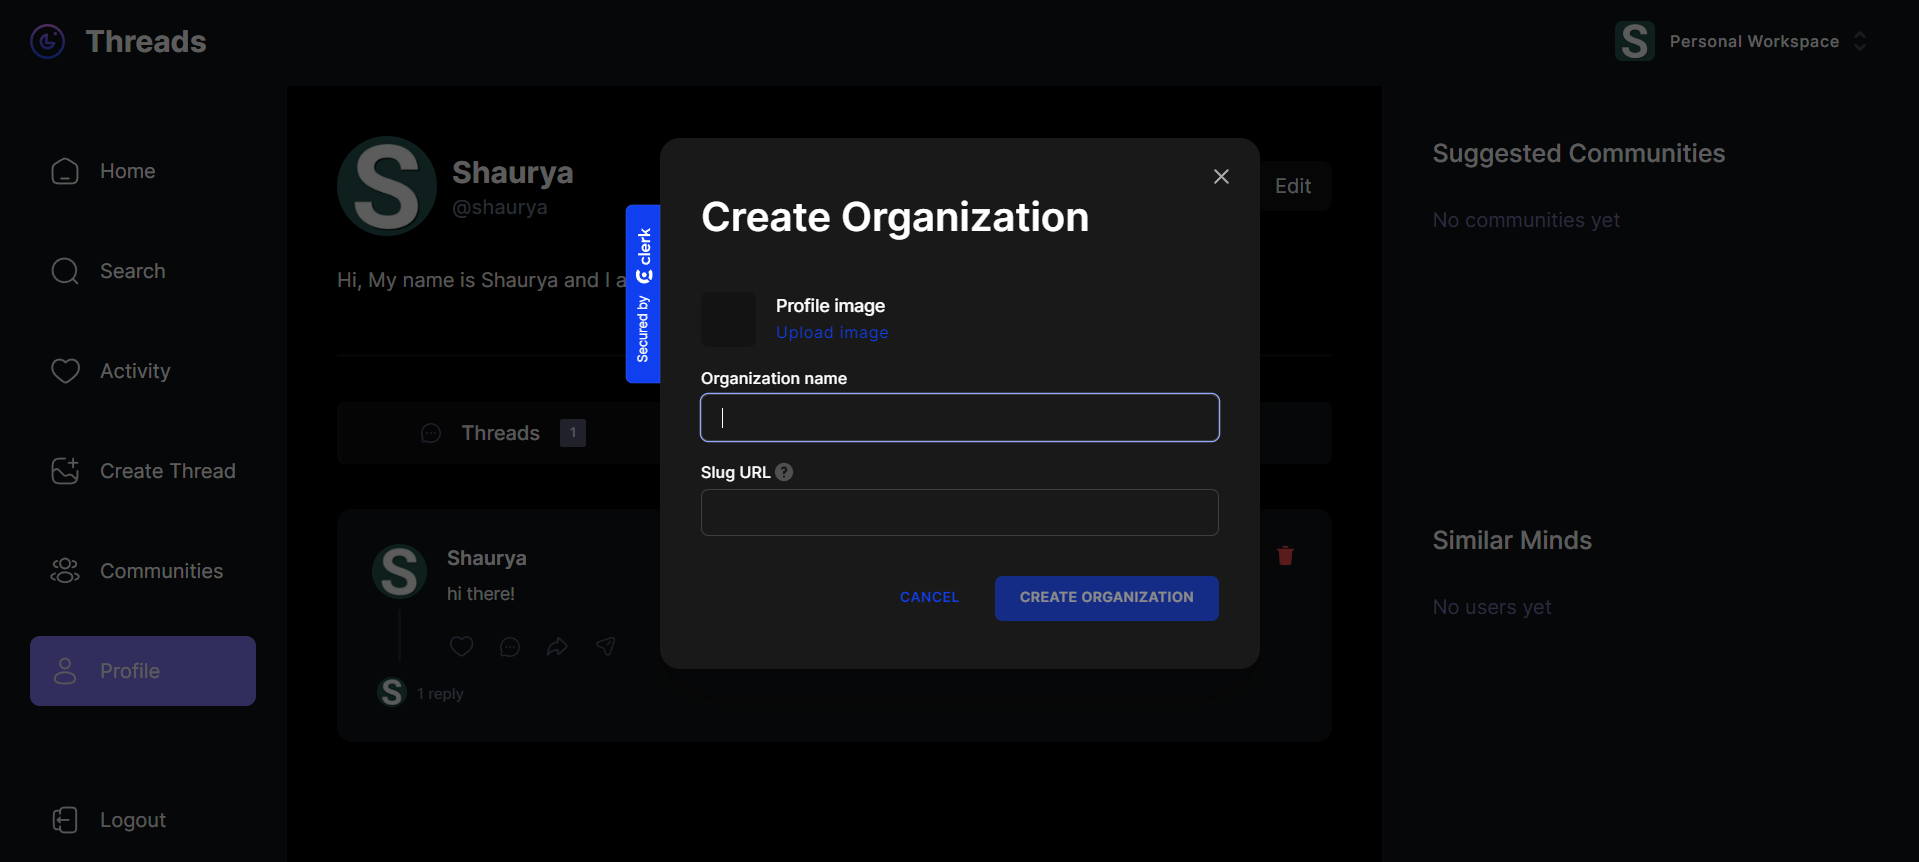 Threads
S
Personal Workspace
Home
Search
Activity
Create Thread
Communities
Profile
Logout
S
Shaurya
@shaurya
Edit
Hi, My name is Shaurya and I a
Threads
1
S
Shaurya
hi there!
S
1 reply
Secured by clerk
Create Organization
Profile image
Upload image
Organization name
Slug URL ?
CANCEL
CREATE ORGANIZATION
Suggested Communities
No communities yet
Similar Minds
No users yet